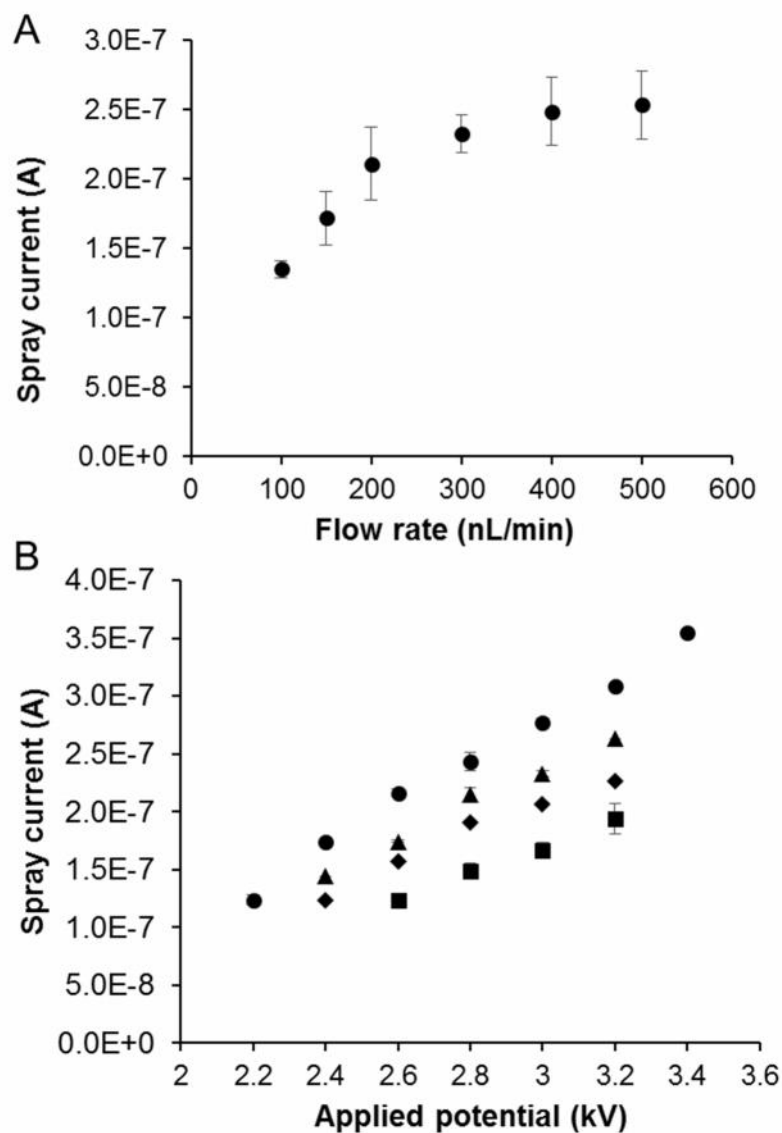 A
3.0E-7
2.5E-7
2.0E-7
1.5E-7
1.0E-7
5.0E-8
0.0E+0
Spray current (A)
0 100 200 300 400 500 600
Flow rate (nL/min)
B
4.0E-7
3.5E-7
3.0E-7
2.5E-7
2.0E-7
1.5E-7
1.0E-7
5.0E-8
0.0E+0
Spray current (A)
2 2.2 2.4 2.6 2.8 3 3.2 3.4 3.6
Applied potential (kV)